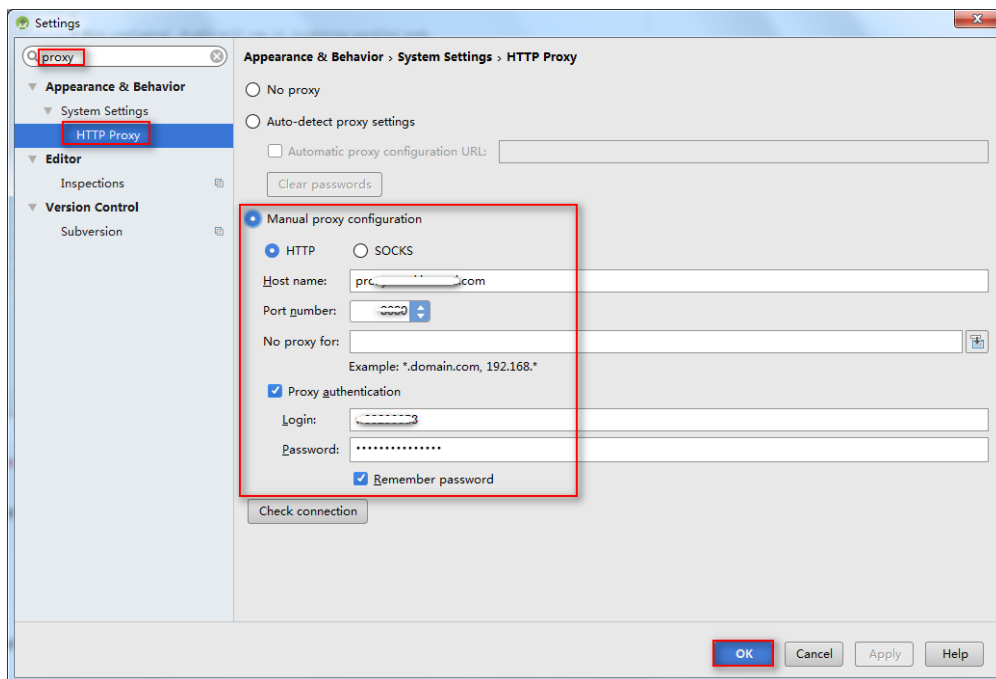 Settings
proxy
Appearance & Behavior › System Settings › HTTP Proxy
Appearance & Behavior
System Settings
HTTP Proxy
Editor
Inspections
Version Control
Subversion
No proxy
Auto-detect proxy settings
Automatic proxy configuration URL:
Clear passwords
Manual proxy configuration
HTTP SOCKS
Host name: .com
Port number:
No proxy for:
Example: *.domain.com, 192.168.*
Proxy authentication
Login:
Password: •••••••••••••••
Remember password
Check connection
OK Cancel Apply Help